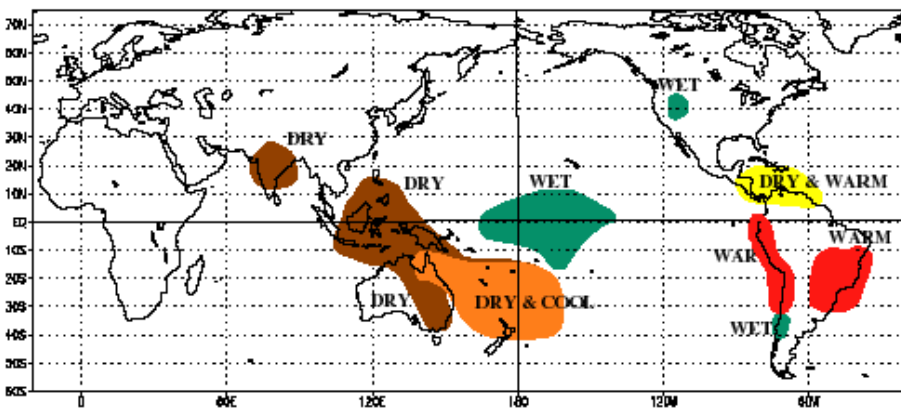 70N
60N
50N
40N
30N
20N
10N
EQ
10S
20S
30S
40S
50S
60S
WET
DRY
DRY
WET
DRY & WARM
WARM
WAR
DRY
DRY & COOL
WET
0
60E
120E
180
120W
60W